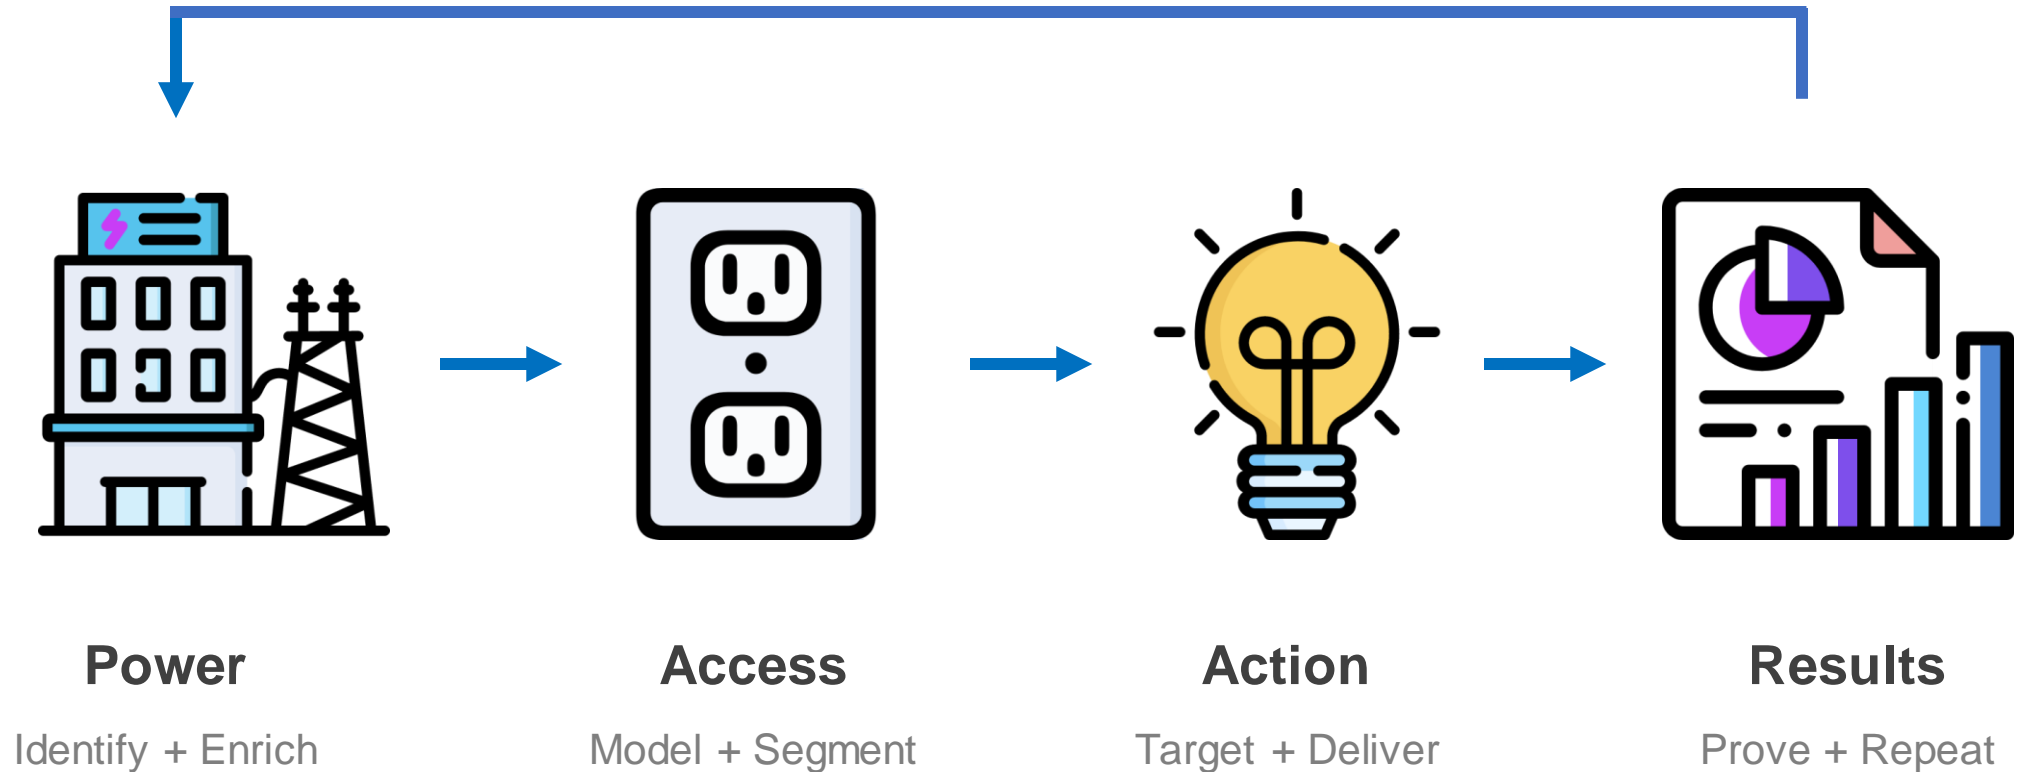 Power
Access
Action
Results
Identify + Enrich
Model + Segment
Target + Deliver
Prove + Repeat